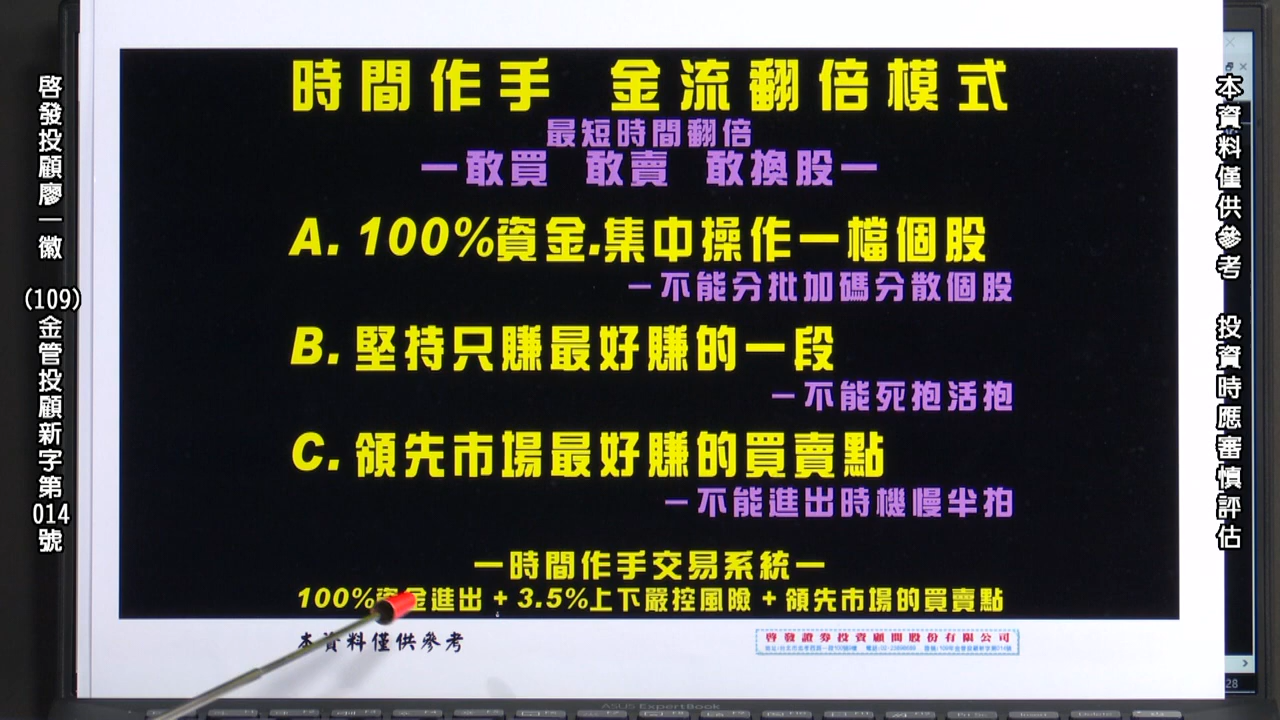 啓發投顧廖一徽 (109)金管投顧新字第014號
時間作手 金流翻倍模式
最短時間翻倍
—敢買 敢賣 敢換股—
A. 100%資金.集中操作一檔個股
—不能分批加碼分散個股
B. 堅持只賺最好賺的一段
—不能死抱活抱
C. 領先市場最好賺的買賣點
—不能進出時機慢半拍
—時間作手交易系統—
100%資金進出 + 3.5%上下嚴控風險 + 領先市場的買賣點
本資料僅供參考
啓發證券投資顧問股份有限公司
ASUS ExpertBook
28
本資料僅供參考 投資時應審慎評估